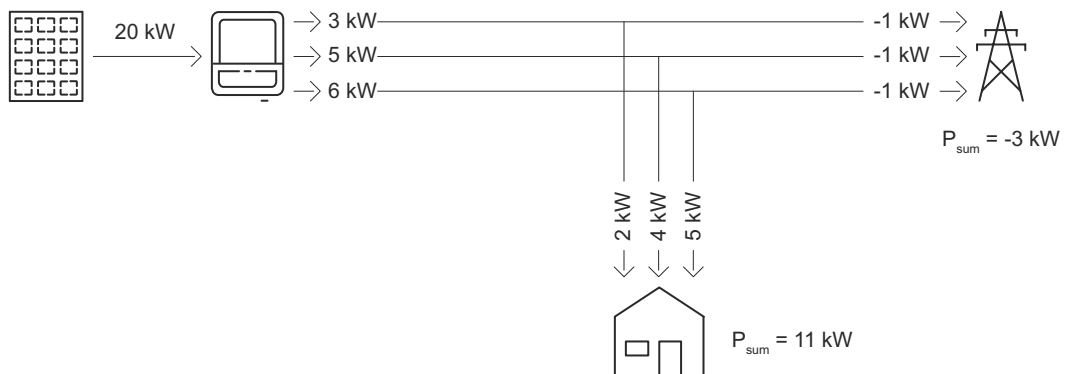 20 kW
3 kW
-1 kW
5 kW
-1 kW
6 kW
-1 kW
P_sum = -3 kW
2 kW
4 kW
5 kW
P_sum = 11 kW